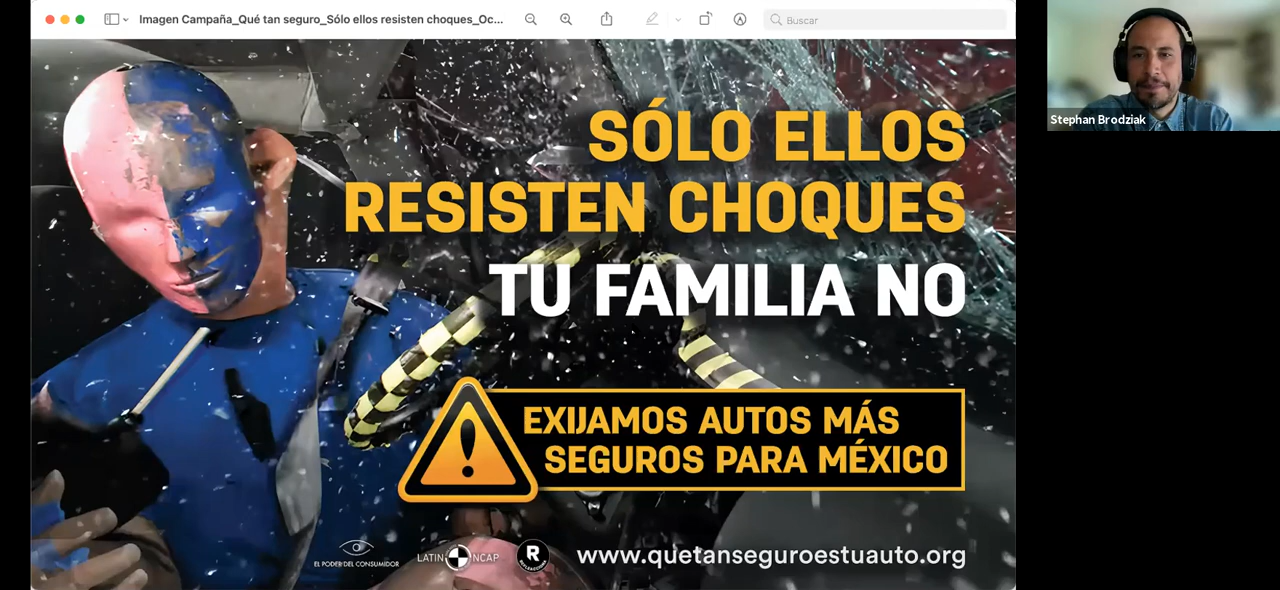 Imagen Campaña_Qué tan seguro_Sólo ellos resisten choques_Oc...
Buscar
Stephan Brodziak
SÓLO ELLOS
RESISTEN CHOQUES
TU FAMILIA NO
EXIJAMOS AUTOS MÁS
SEGUROS PARA MÉXICO
EL PODER DEL CONSUMIDOR
LATIN NCAP
R
www.quetanseguroestuauto.org